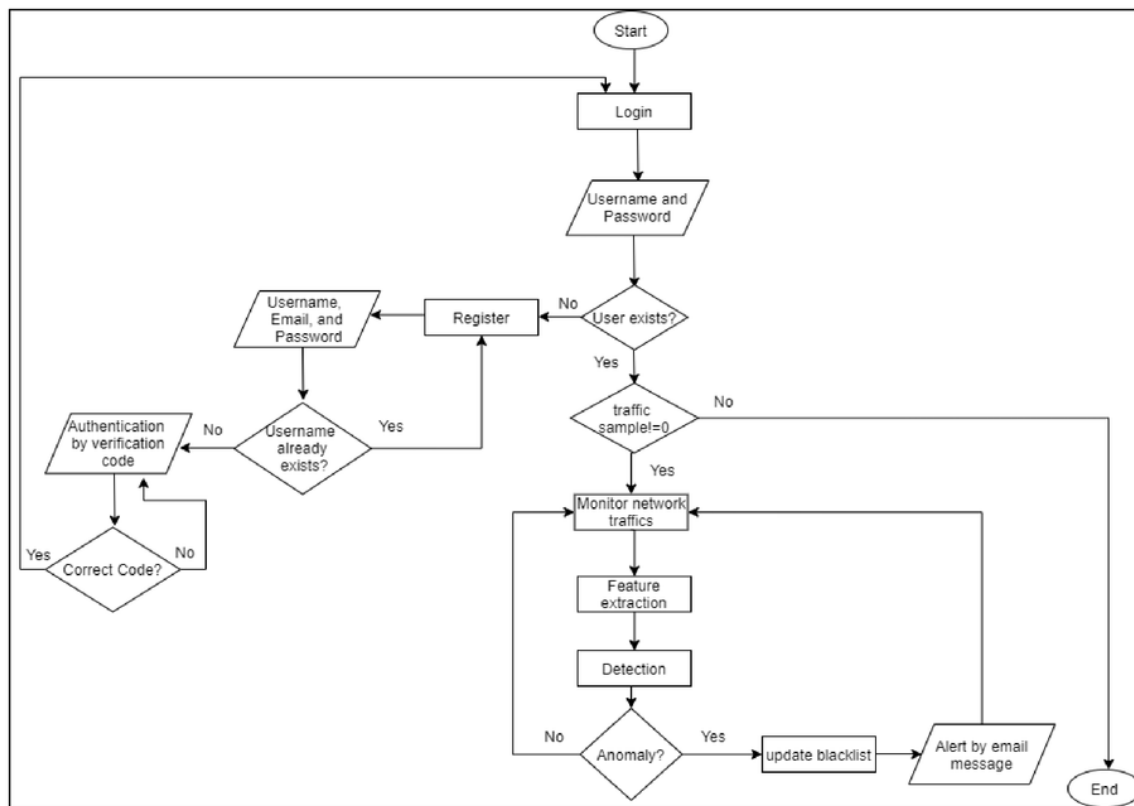 Start
Login
Username and
Password
User exists?
No
Register
Username,
Email, and
Password
Yes
traffic
sample!=0
No
Username
already
exists?
Yes
No
Authentication
by verification
code
Yes
Correct Code?
No
Yes
Monitor network
traffics
Feature
extraction
Detection
Anomaly?
No
Yes
update blacklist
Alert by email
message
End